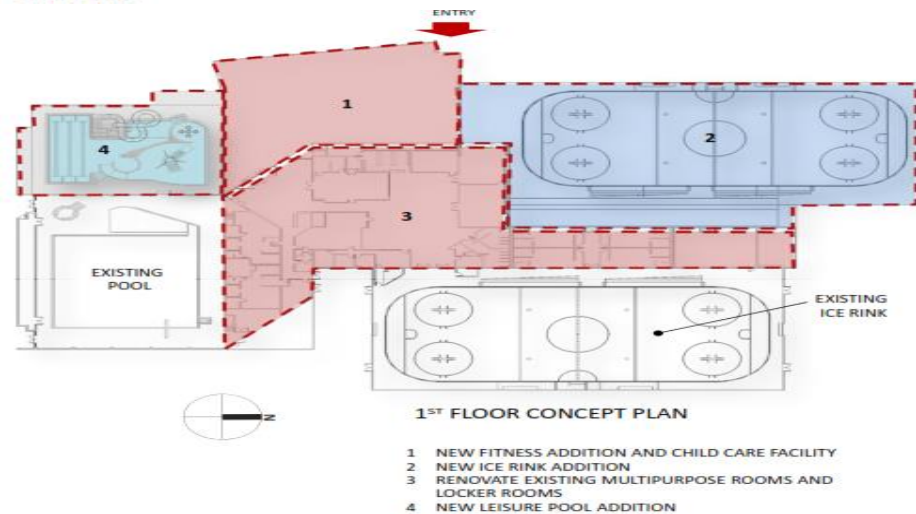 ENTRY
1
2
4
3
EXISTING
POOL
EXISTING
ICE RINK
N
1ST FLOOR CONCEPT PLAN
1 NEW FITNESS ADDITION AND CHILD CARE FACILITY
2 NEW ICE RINK ADDITION
3 RENOVATE EXISTING MULTIPURPOSE ROOMS AND
LOCKER ROOMS
4 NEW LEISURE POOL ADDITION